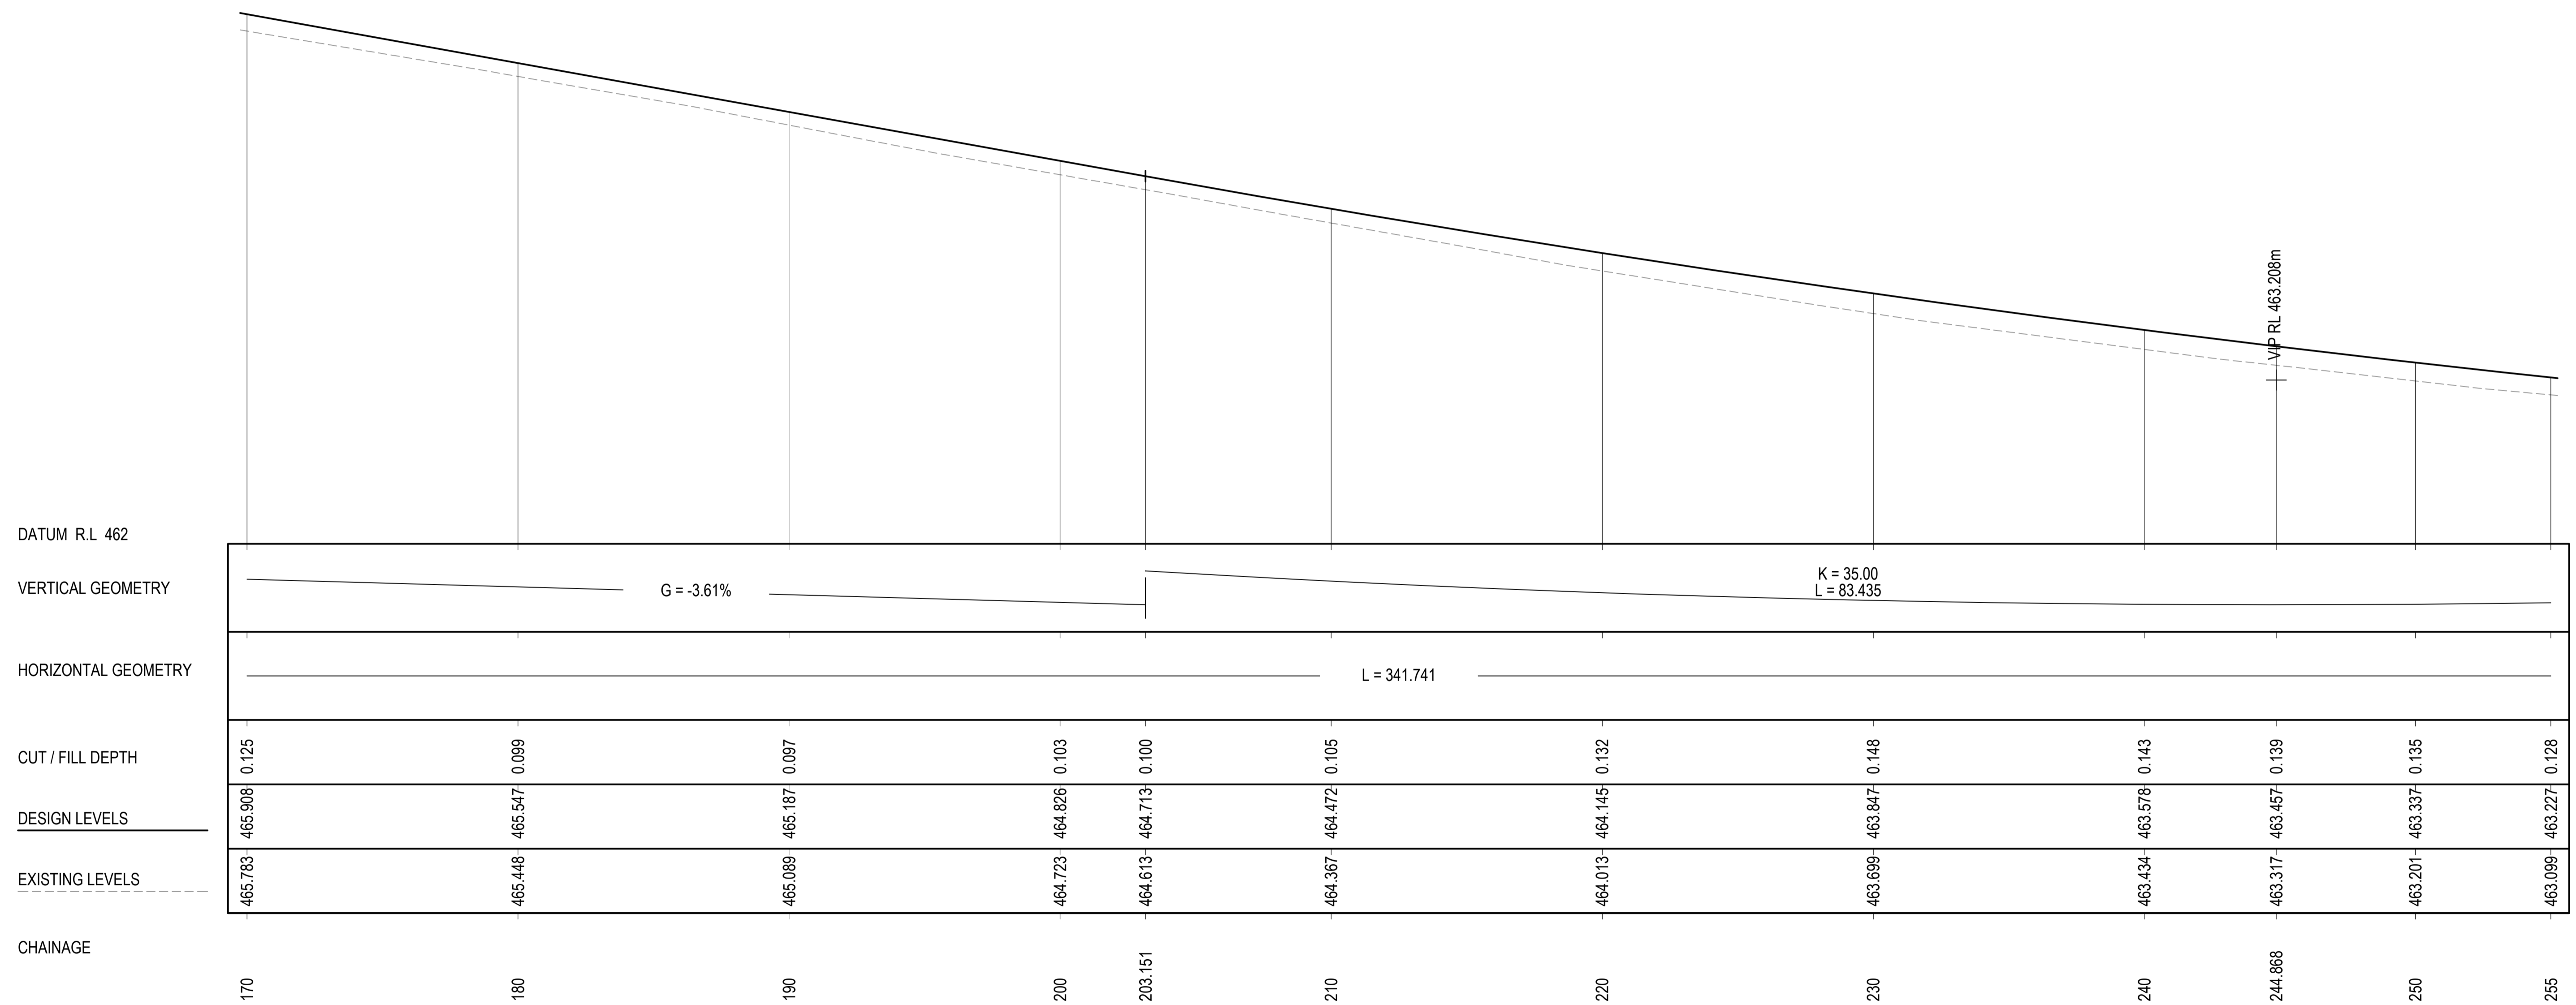 VIP RL 463.208m
DATUM R.L 462
VERTICAL GEOMETRY
G = -3.61%
K = 35.00
L = 83.435
HORIZONTAL GEOMETRY
L = 341.741
CUT / FILL DEPTH
0.125 0.099 0.097 0.103 0.100 0.105 0.132 0.148 0.143 0.139 0.135 0.128
DESIGN LEVELS
465.908 465.547 465.187 464.826 464.713 464.472 464.145 463.847 463.578 463.457 463.337 463.227
EXISTING LEVELS
465.783 465.448 465.089 464.723 464.613 464.367 464.013 463.699 463.434 463.317 463.201 463.099
CHAINAGE
170 180 190 200 203.151 210 220 230 240 244.868 250 255